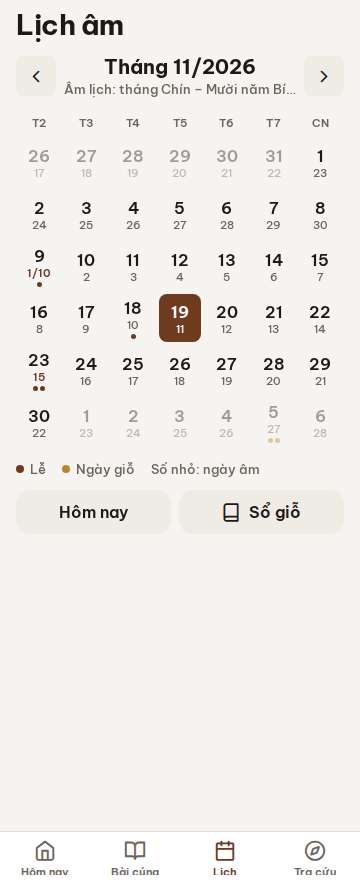 Lịch âm
Tháng 11/2026
Âm lịch: tháng Chín – Mười năm Bí...
T2 T3 T4 T5 T6 T7 CN
26 27 28 29 30 31 1
17 18 19 20 21 22 23
2 3 4 5 6 7 8
24 25 26 27 28 29 30
9 10 11 12 13 14 15
1/10 2 3 4 5 6 7
16 17 18 19 20 21 22
8 9 10 11 12 13 14
23 24 25 26 27 28 29
15 16 17 18 19 20 21
30 1 2 3 4 5 6
22 23 24 25 26 27 28
Lễ Ngày giỗ Số nhỏ: ngày âm
Hôm nay Sổ giỗ
Hôm nay Bài cúng Lịch Tra cứu